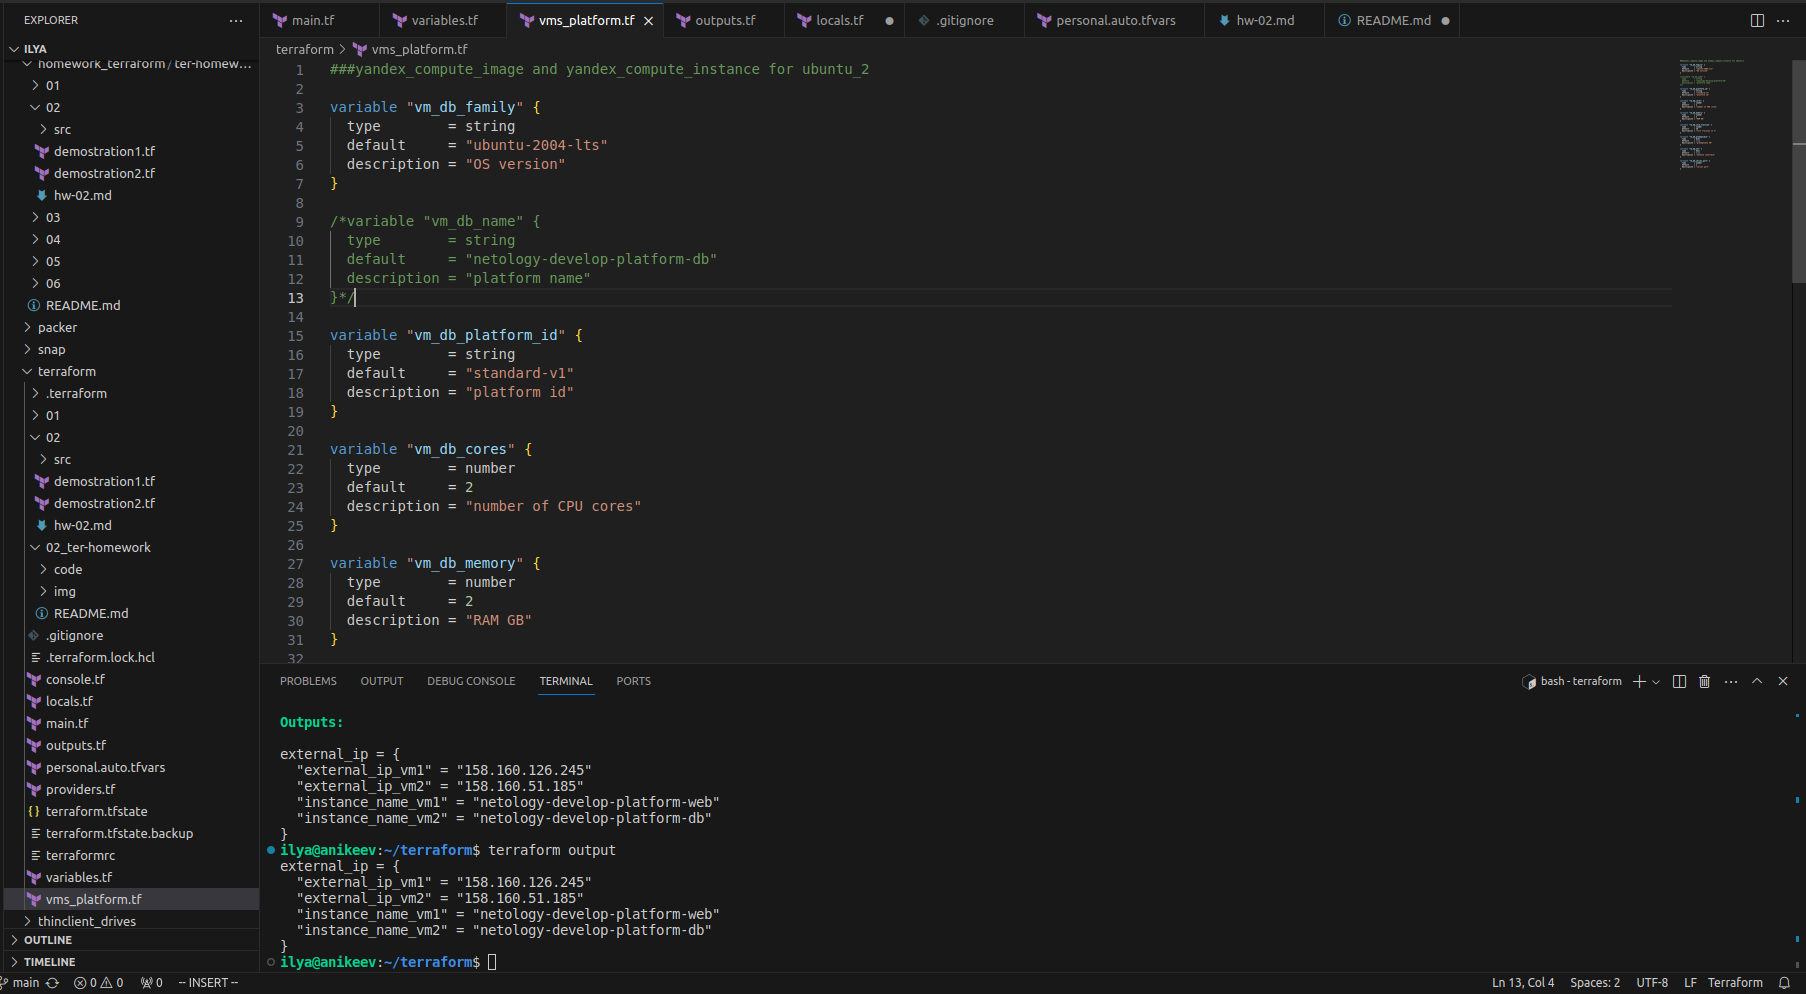 EXPLORER
ILYA
homework_terraform / ter-homew...
01
02
src
demostration1.tf
demostration2.tf
hw-02.md
03
04
05
06
README.md
packer
snap
terraform
.terraform
01
02
src
demostration1.tf
demostration2.tf
hw-02.md
02_ter-homework
code
img
README.md
.gitignore
.terraform.lock.hcl
console.tf
locals.tf
main.tf
outputs.tf
personal.auto.tfvars
providers.tf
terraform.tfstate
terraform.tfstate.backup
terraformrc
variables.tf
vms_platform.tf
thinclient_drives
OUTLINE
TIMELINE
main.tf variables.tf vms_platform.tf outputs.tf locals.tf .gitignore personal.auto.tfvars hw-02.md README.md
terraform > vms_platform.tf
1 ###yandex_compute_image and yandex_compute_instance for ubuntu_2
2
3 variable "vm_db_family" {
4 type = string
5 default = "ubuntu-2004-lts"
6 description = "OS version"
7 }
8
9 /*variable "vm_db_name" {
10 type = string
11 default = "netology-develop-platform-db"
12 description = "platform name"
13 }*/
14
15 variable "vm_db_platform_id" {
16 type = string
17 default = "standard-v1"
18 description = "platform id"
19 }
20
21 variable "vm_db_cores" {
22 type = number
23 default = 2
24 description = "number of CPU cores"
25 }
26
27 variable "vm_db_memory" {
28 type = number
29 default = 2
30 description = "RAM GB"
31 }
32
PROBLEMS OUTPUT DEBUG CONSOLE TERMINAL PORTS
bash - terraform
Outputs:
external_ip = {
"external_ip_vm1" = "158.160.126.245"
"external_ip_vm2" = "158.160.51.185"
"instance_name_vm1" = "netology-develop-platform-web"
"instance_name_vm2" = "netology-develop-platform-db"
}
ilya@anikeev:~/terraform$ terraform output
external_ip = {
"external_ip_vm1" = "158.160.126.245"
"external_ip_vm2" = "158.160.51.185"
"instance_name_vm1" = "netology-develop-platform-web"
"instance_name_vm2" = "netology-develop-platform-db"
}
ilya@anikeev:~/terraform$
main 0 0 0 -- INSERT -- Ln 13, Col 4 Spaces: 2 UTF-8 LF Terraform